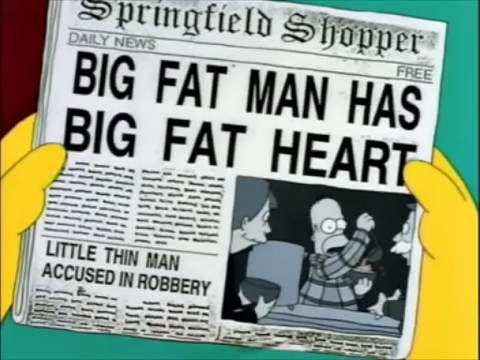 Springfield Shopper
DAILY NEWS
FREE
BIG FAT MAN HAS
BIG FAT HEART
LITTLE THIN MAN
ACCUSED IN ROBBERY